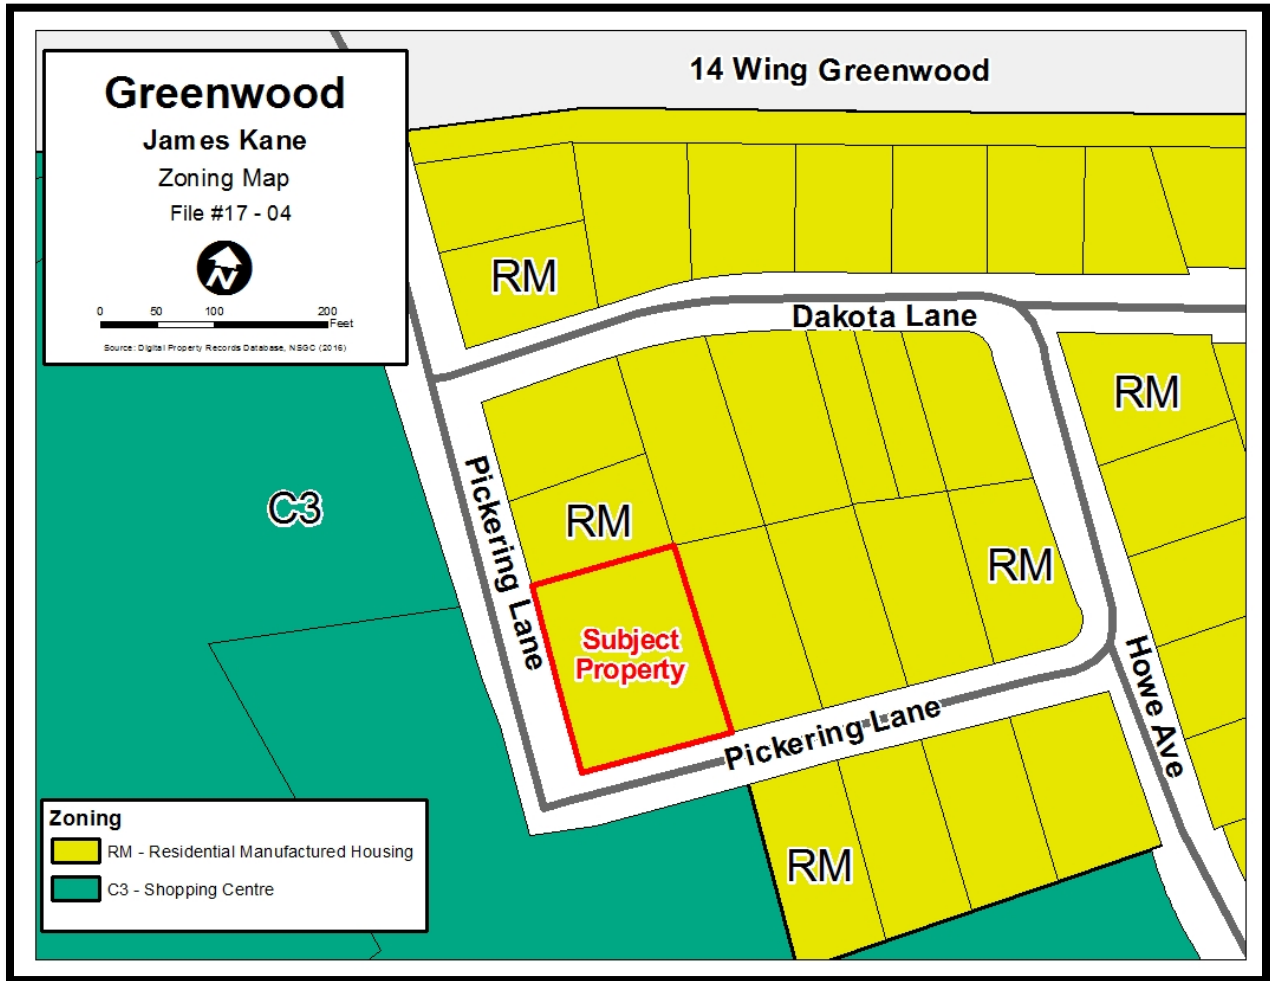 Greenwood
James Kane
Zoning Map
File #17 - 04
N
0 50 100 200
Feet
Source: Digital Property Records Database, NSGC (2016)
14 Wing Greenwood
RM
Dakota Lane
RM
C3
Pickering Lane
RM
RM
Subject
Property
Howe Ave
Pickering Lane
RM
Zoning
RM - Residential Manufactured Housing
C3 - Shopping Centre